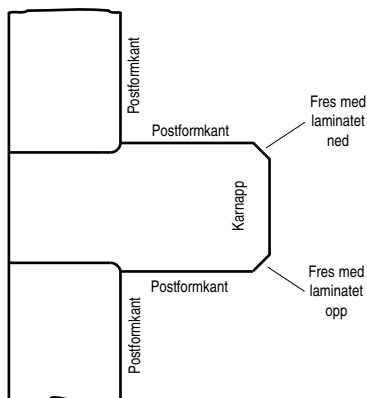 Postformkant
Postformkant
Fres med
laminatet
ned
Karnapp
Postformkant
Fres med
laminatet
opp
Postformkant